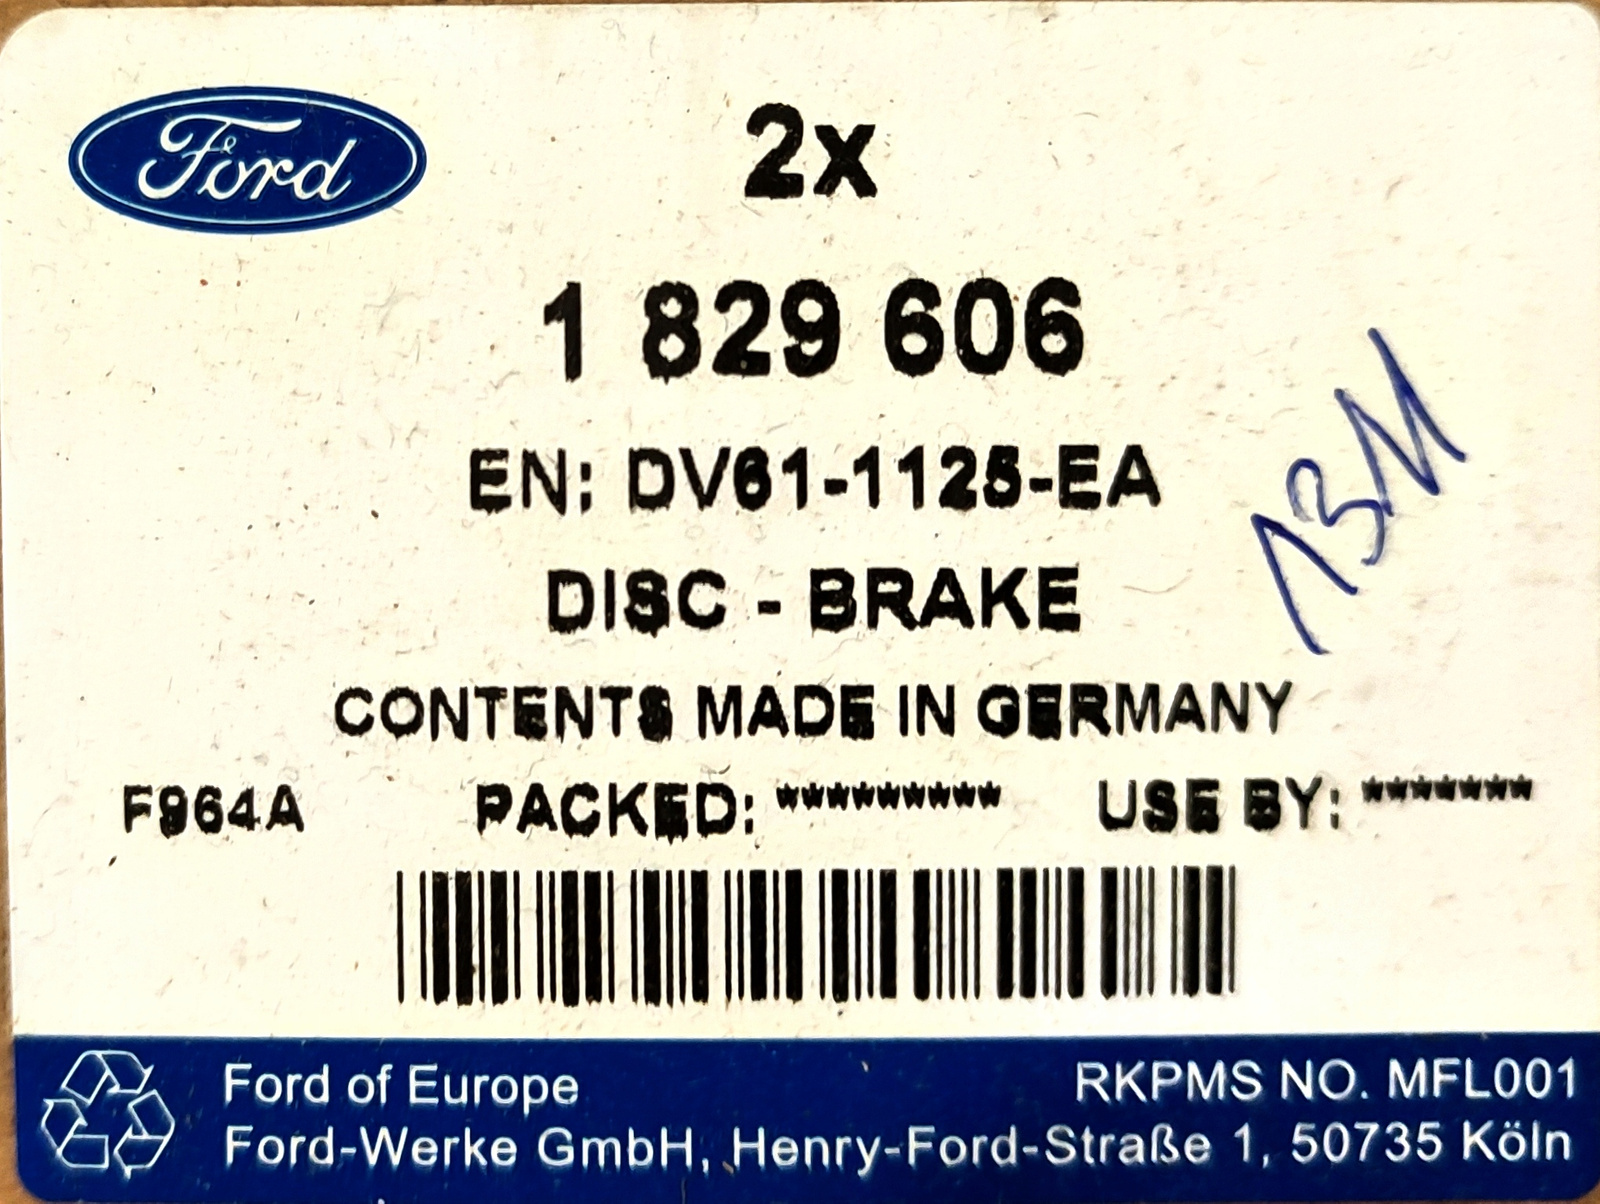 Ford
2x
1 829 606
EN: DV61-1125-EA
DISC - BRAKE
CONTENTS MADE IN GERMANY
F964A PACKED: ********* USE BY: *******
Ford of Europe RKPMS NO. MFL001
Ford-Werke GmbH, Henry-Ford-Straße 1, 50735 Köln